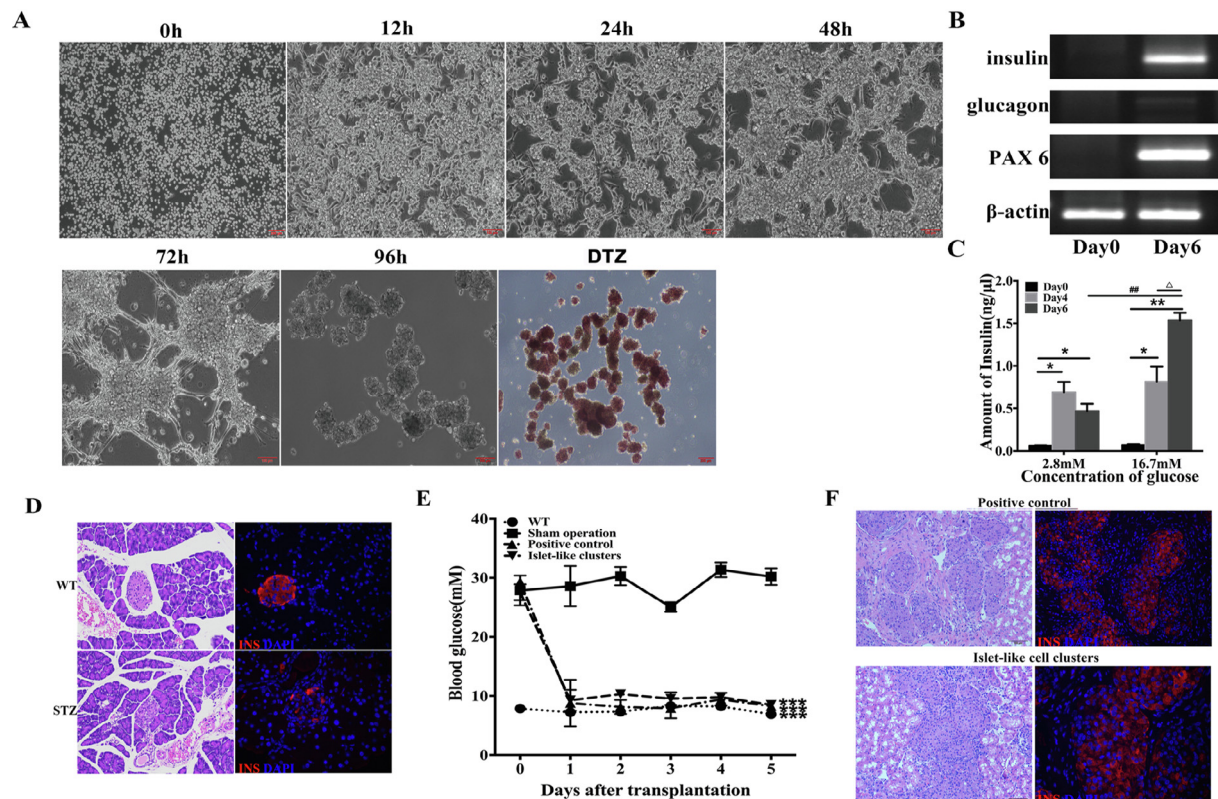 A
0h 12h 24h 48h
72h 96h DTZ
B
insulin
glucagon
PAX 6
β-actin
Day0 Day6
C
Day0
Day4
Day6
## △
**
* *
* *
Amount of Insulin(ng/μl)
2.0
1.5
1.0
0.5
0.0
2.8mM 16.7mM
Concentration of glucose
D
WT
INS DAPI
STZ
INS DAPI
E
WT
Sham operation
Positive control
Islet-like clusters
Blood glucose(mM)
40
30
20
10
0
***
***
***
0 1 2 3 4 5
Days after transplantation
F
Positive control
INS DAPI
Islet-like cell clusters
INS DAPI